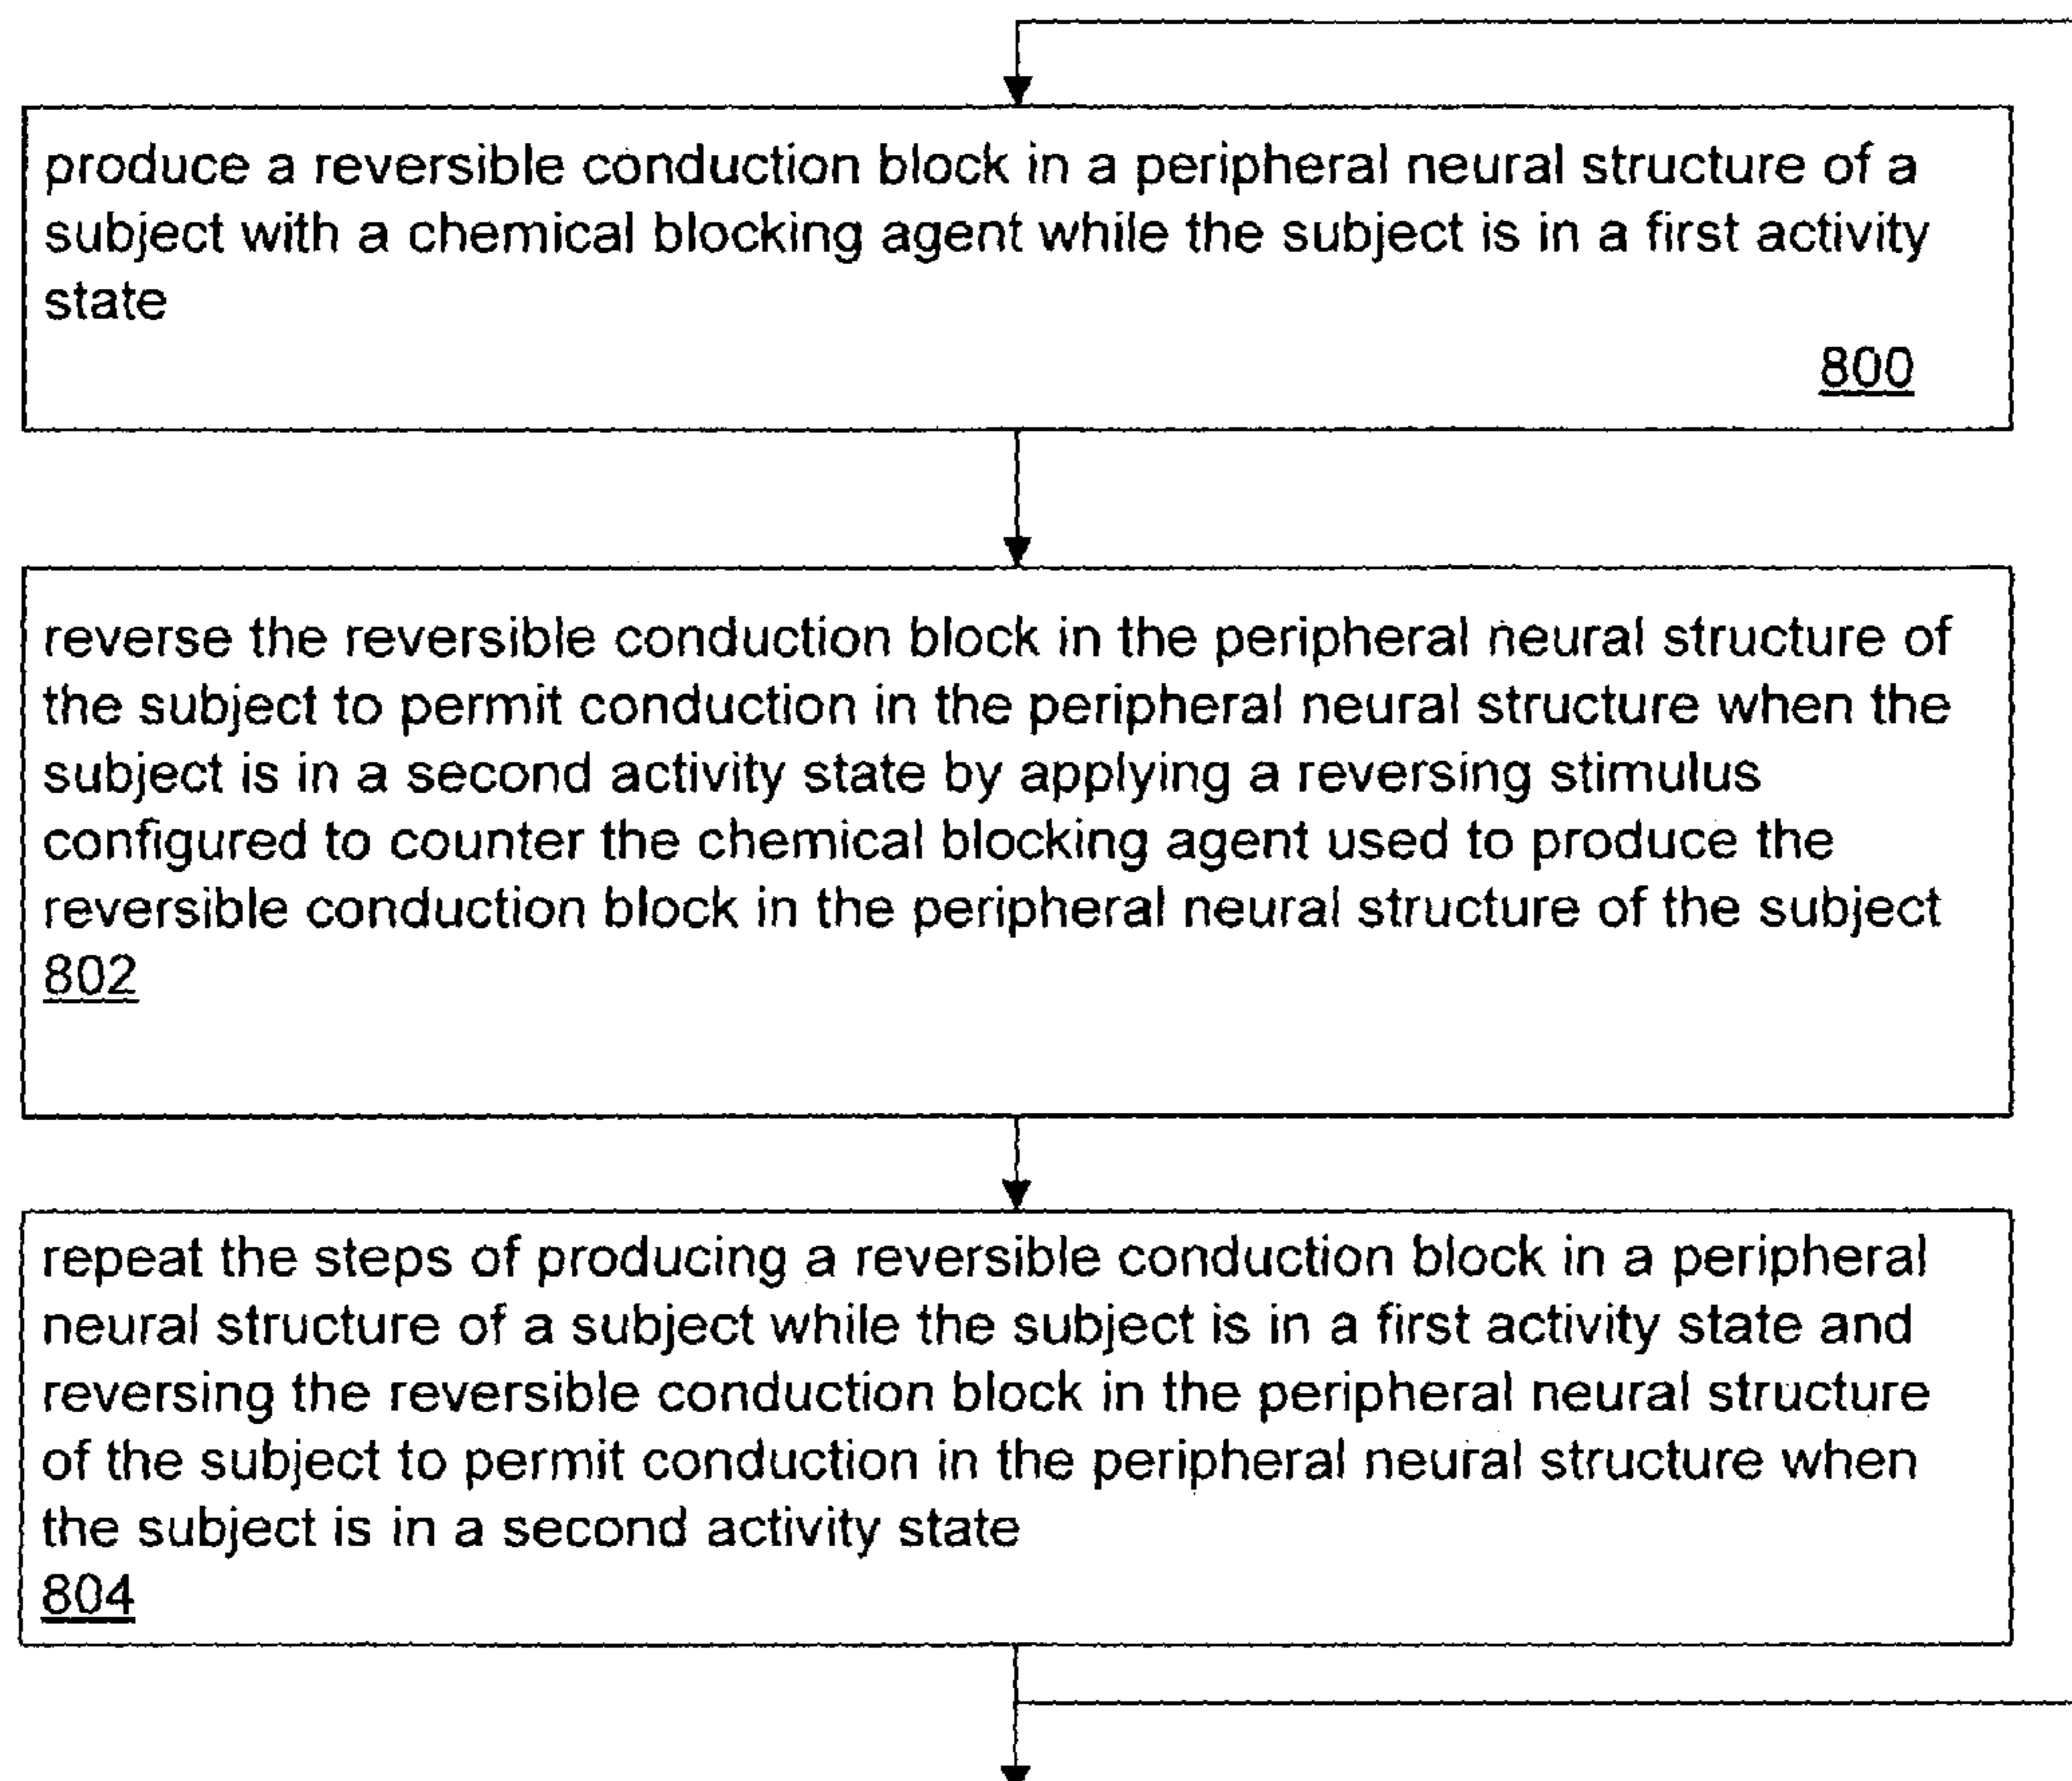 produce a reversible conduction block in a peripheral neural structure of a
subject with a chemical blocking agent while the subject is in a first activity
state
800
reverse the reversible conduction block in the peripheral neural structure of
the subject to permit conduction in the peripheral neural structure when the
subject is in a second activity state by applying a reversing stimulus
configured to counter the chemical blocking agent used to produce the
reversible conduction block in the peripheral neural structure of the subject
802
repeat the steps of producing a reversible conduction block in a peripheral
neural structure of a subject while the subject is in a first activity state and
reversing the reversible conduction block in the peripheral neural structure
of the subject to permit conduction in the peripheral neural structure when
the subject is in a second activity state
804